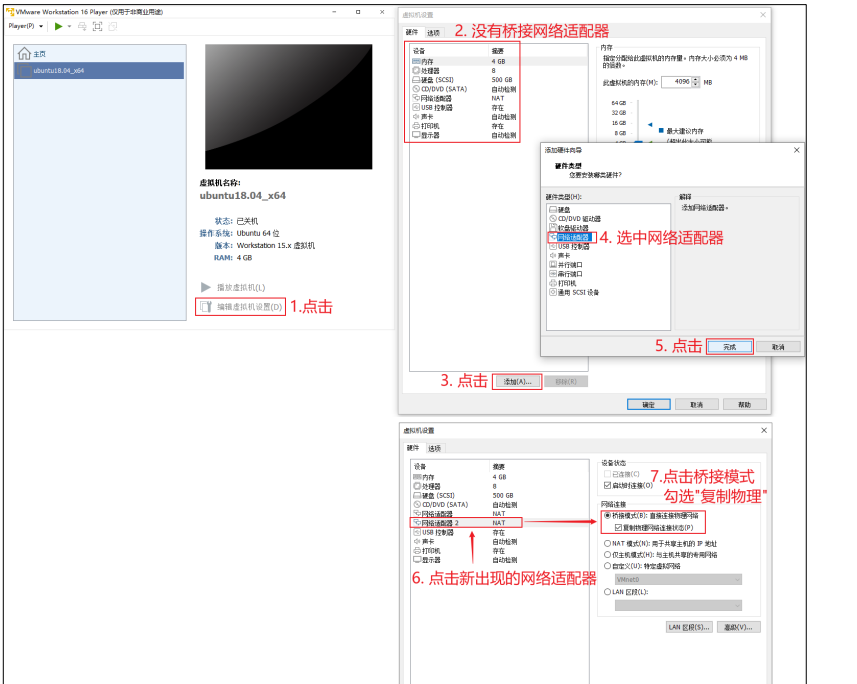 VMware Workstation 16 Player (仅用于非商业用途)
Player(P)
主页
ubuntu18.04_x64
虚拟机名称:
ubuntu18.04_x64
状态: 已关机
操作系统: Ubuntu 64 位
版本: Workstation 15.x 虚拟机
RAM: 4 GB
播放虚拟机(L)
编辑虚拟机设置(D)
1.点击
虚拟机设置
硬件 选项
2. 没有桥接网络适配器
设备 摘要
内存 4 GB
处理器 8
硬盘 (SCSI) 500 GB
CD/DVD (SATA) 自动检测
网络适配器 NAT
USB 控制器 存在
声卡 自动检测
打印机 存在
显示器 自动检测
内存
指定分配给此虚拟机的内存量。内存大小必须为 4 MB
的倍数。
此虚拟机的内存(M): 4096 MB
64 GB
32 GB
16 GB
8 GB
最大建议内存
添加硬件向导
硬件类型
您要安装哪类硬件?
硬件类型(H):
硬盘
CD/DVD 驱动器
软盘驱动器
网络适配器
USB 控制器
声卡
并行端口
串行端口
打印机
通用 SCSI 设备
解释
添加网络适配器。
4. 选中网络适配器
5. 点击
完成 取消
3. 点击
添加(A)... 移除(R)
确定 取消 帮助
虚拟机设置
硬件 选项
设备 摘要
内存 4 GB
处理器 8
硬盘 (SCSI) 500 GB
CD/DVD (SATA) 自动检测
网络适配器 NAT
网络适配器 2 NAT
USB 控制器 存在
声卡 自动检测
打印机 存在
显示器 自动检测
6. 点击新出现的网络适配器
设备状态
已连接(C)
启动时连接(O)
7.点击桥接模式
勾选"复制物理"
网络连接
桥接模式(B): 直接连接物理网络
复制物理网络连接状态(P)
NAT 模式(N): 用于共享主机的 IP 地址
仅主机模式(H): 与主机共享的专用网络
自定义(U): 特定虚拟网络
VMnet0
LAN 区段(L):
LAN 区段(S)... 高级(V)...